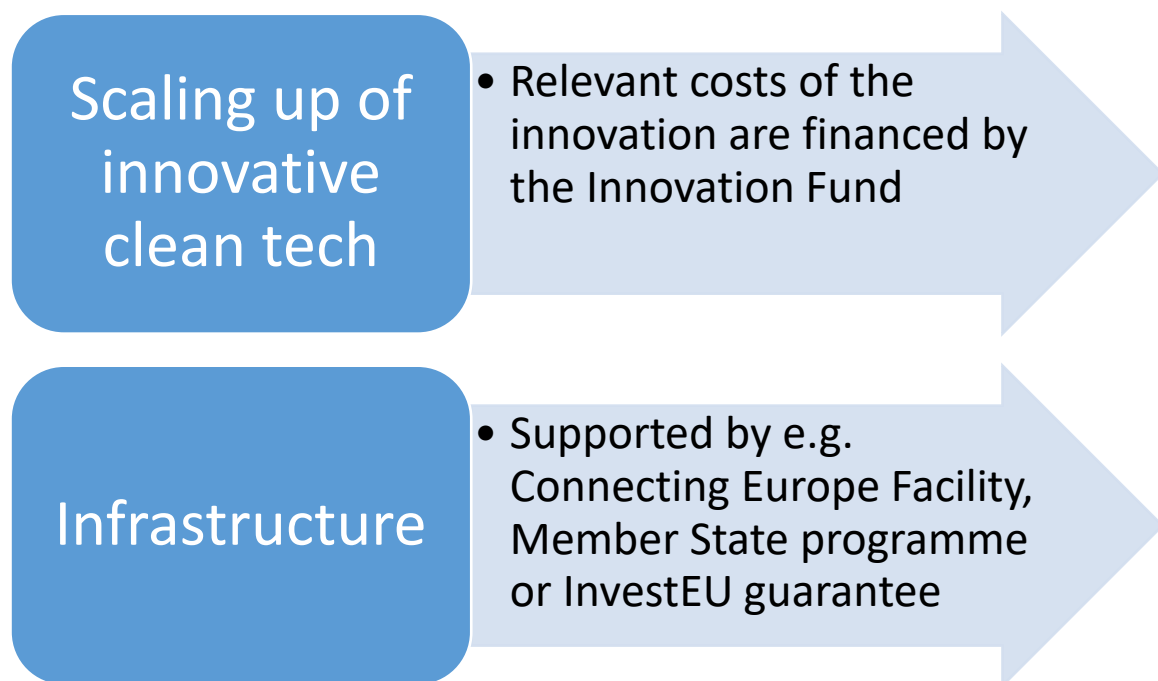 Scaling up of
innovative
clean tech
• Relevant costs of the
innovation are financed by
the Innovation Fund
Infrastructure
• Supported by e.g.
Connecting Europe Facility,
Member State programme
or InvestEU guarantee